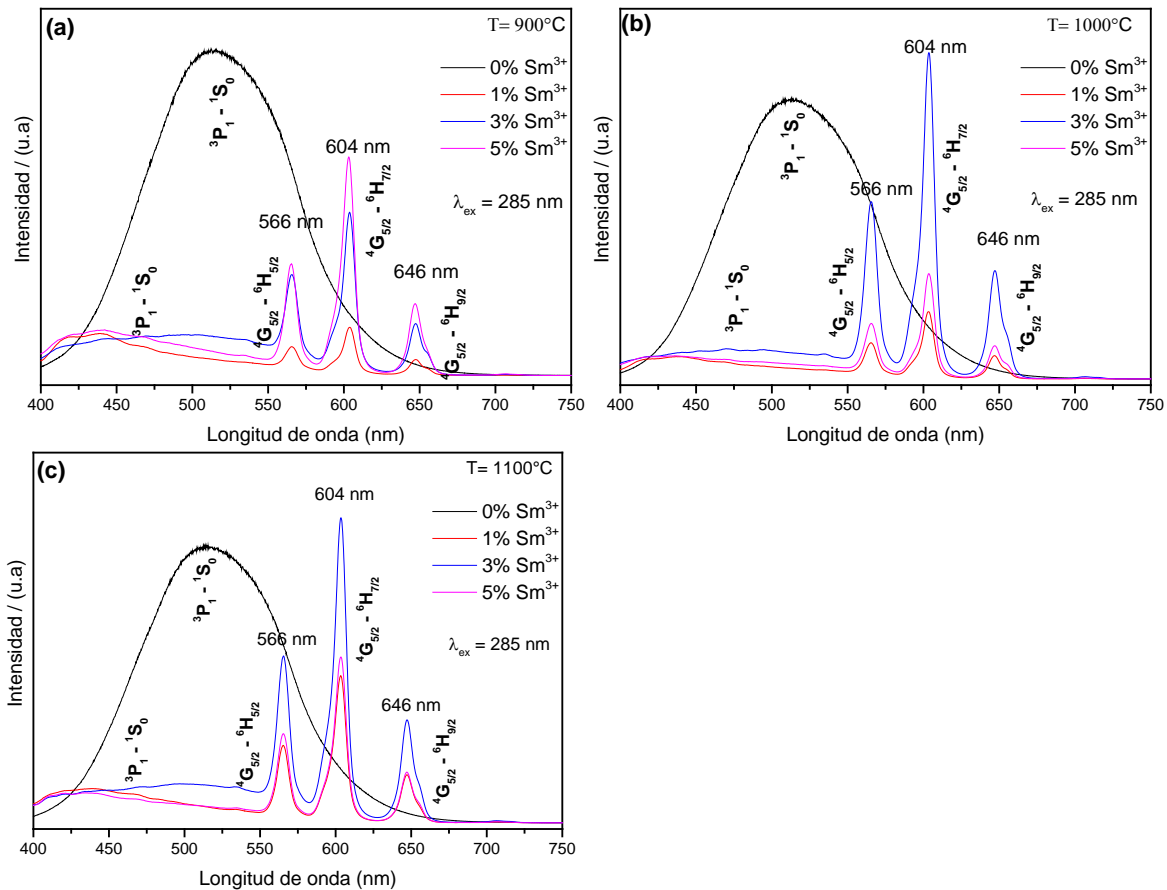 (a)
T= 900°C
0% Sm³⁺
1% Sm³⁺
3% Sm³⁺
5% Sm³⁺
λₑₓ = 285 nm
³P₁ - ¹S₀
³P₁ - ¹S₀
566 nm
⁴G₅/₂ - ⁶H₅/₂
604 nm
⁴G₅/₂ - ⁶H₇/₂
646 nm
⁴G₅/₂ - ⁶H₉/₂
Intensidad / (u.a)
400 450 500 550 600 650 700 750
Longitud de onda (nm)
(b)
T= 1000°C
0% Sm³⁺
1% Sm³⁺
3% Sm³⁺
5% Sm³⁺
λₑₓ = 285 nm
³P₁ - ¹S₀
³P₁ - ¹S₀
566 nm
⁴G₅/₂ - ⁶H₅/₂
604 nm
⁴G₅/₂ - ⁶H₇/₂
646 nm
⁴G₅/₂ - ⁶H₉/₂
Intensidad / (u.a)
400 450 500 550 600 650 700 750
Longitud de onda (nm)
(c)
T= 1100°C
0% Sm³⁺
1% Sm³⁺
3% Sm³⁺
5% Sm³⁺
λₑₓ = 285 nm
³P₁ - ¹S₀
³P₁ - ¹S₀
566 nm
⁴G₅/₂ - ⁶H₅/₂
604 nm
⁴G₅/₂ - ⁶H₇/₂
646 nm
⁴G₅/₂ - ⁶H₉/₂
Intensidad / (u.a)
400 450 500 550 600 650 700 750
Longitud de onda (nm)